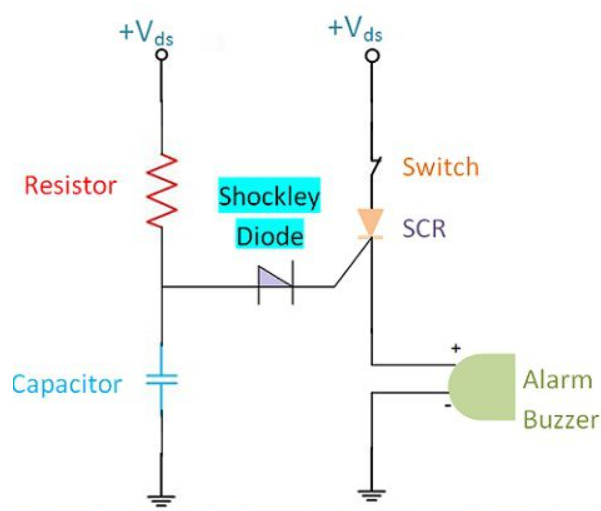 +Vds
+Vds
Switch
Resistor
Shockley
Diode
SCR
Capacitor
+
-
Alarm
Buzzer